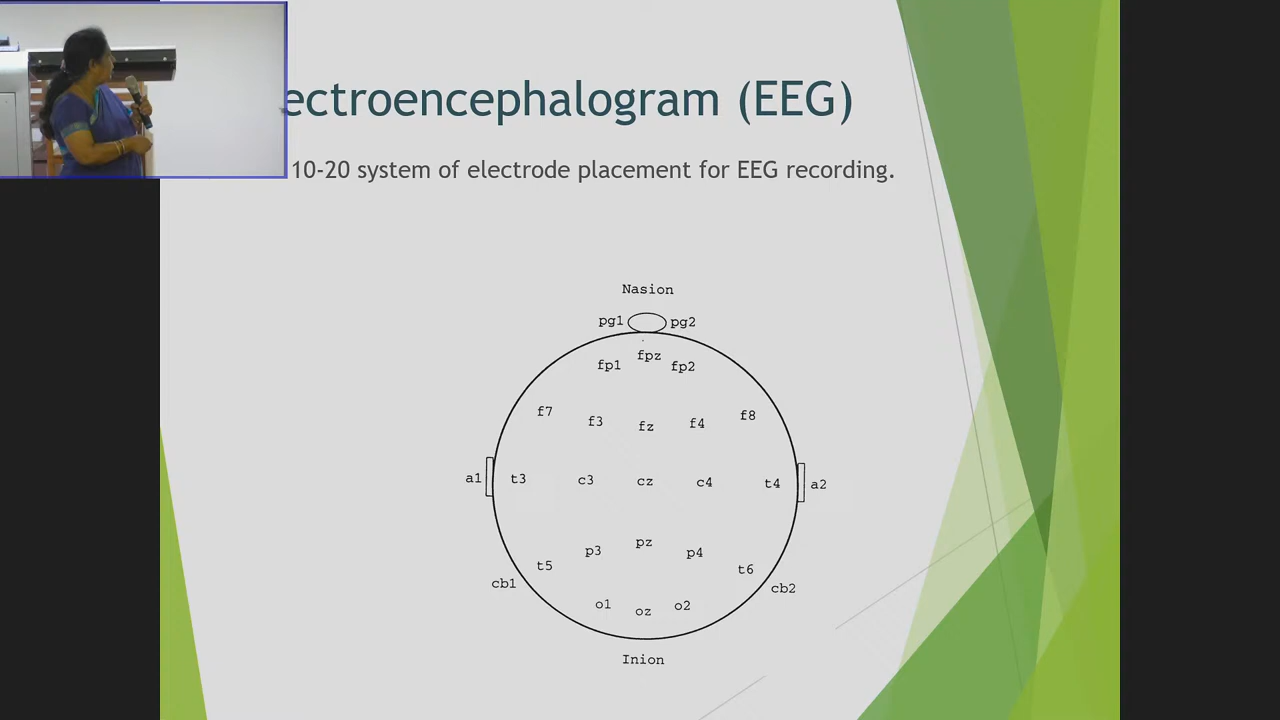 ectroencephalogram (EEG)
10-20 system of electrode placement for EEG recording.
Nasion
pg1 pg2
fp1 fpz fp2
f7 f3 fz f4 f8
a1 t3 c3 cz c4 t4 a2
p3 pz p4
t5 t6
cb1 cb2
o1 oz o2
Inion